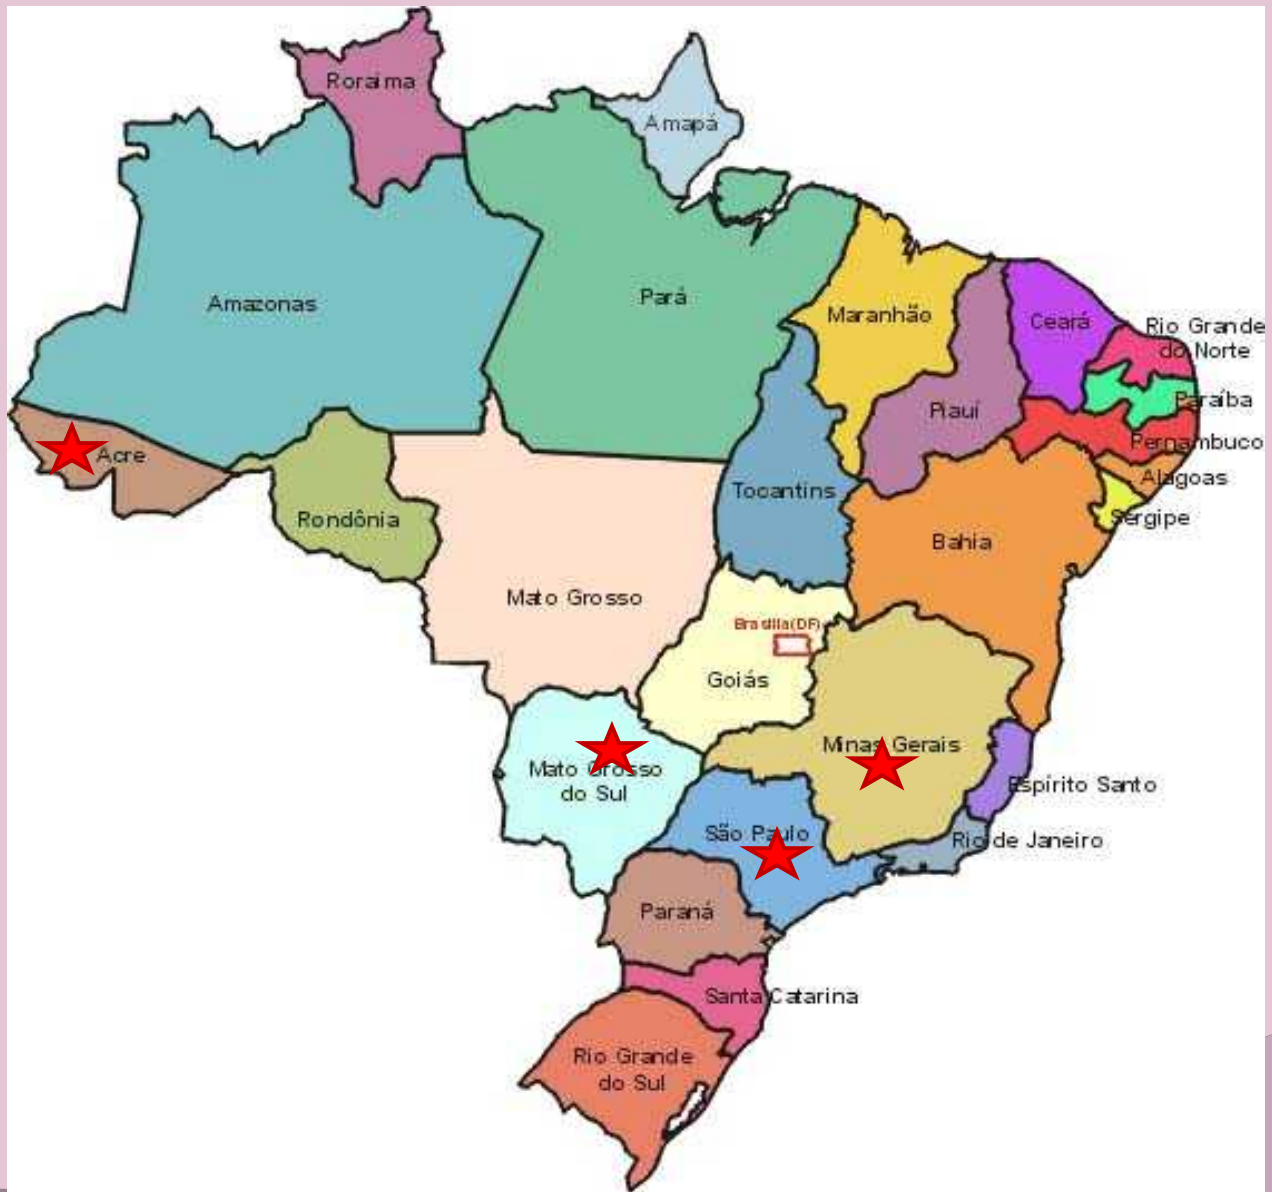 Roraima
Amapá
Amazonas
Pará
Maranhão
Ceará
Rio Grande
do Norte
Piauí
Paraíba
Pernambuco
Acre
Alagoas
Tocantins
Sergipe
Rondônia
Bahia
Mato Grosso
Brasília(DF)
Goiás
Minas Gerais
Mato Grosso
do Sul
Espírito Santo
São Paulo
Rio de Janeiro
Paraná
Santa Catarina
Rio Grande
do Sul